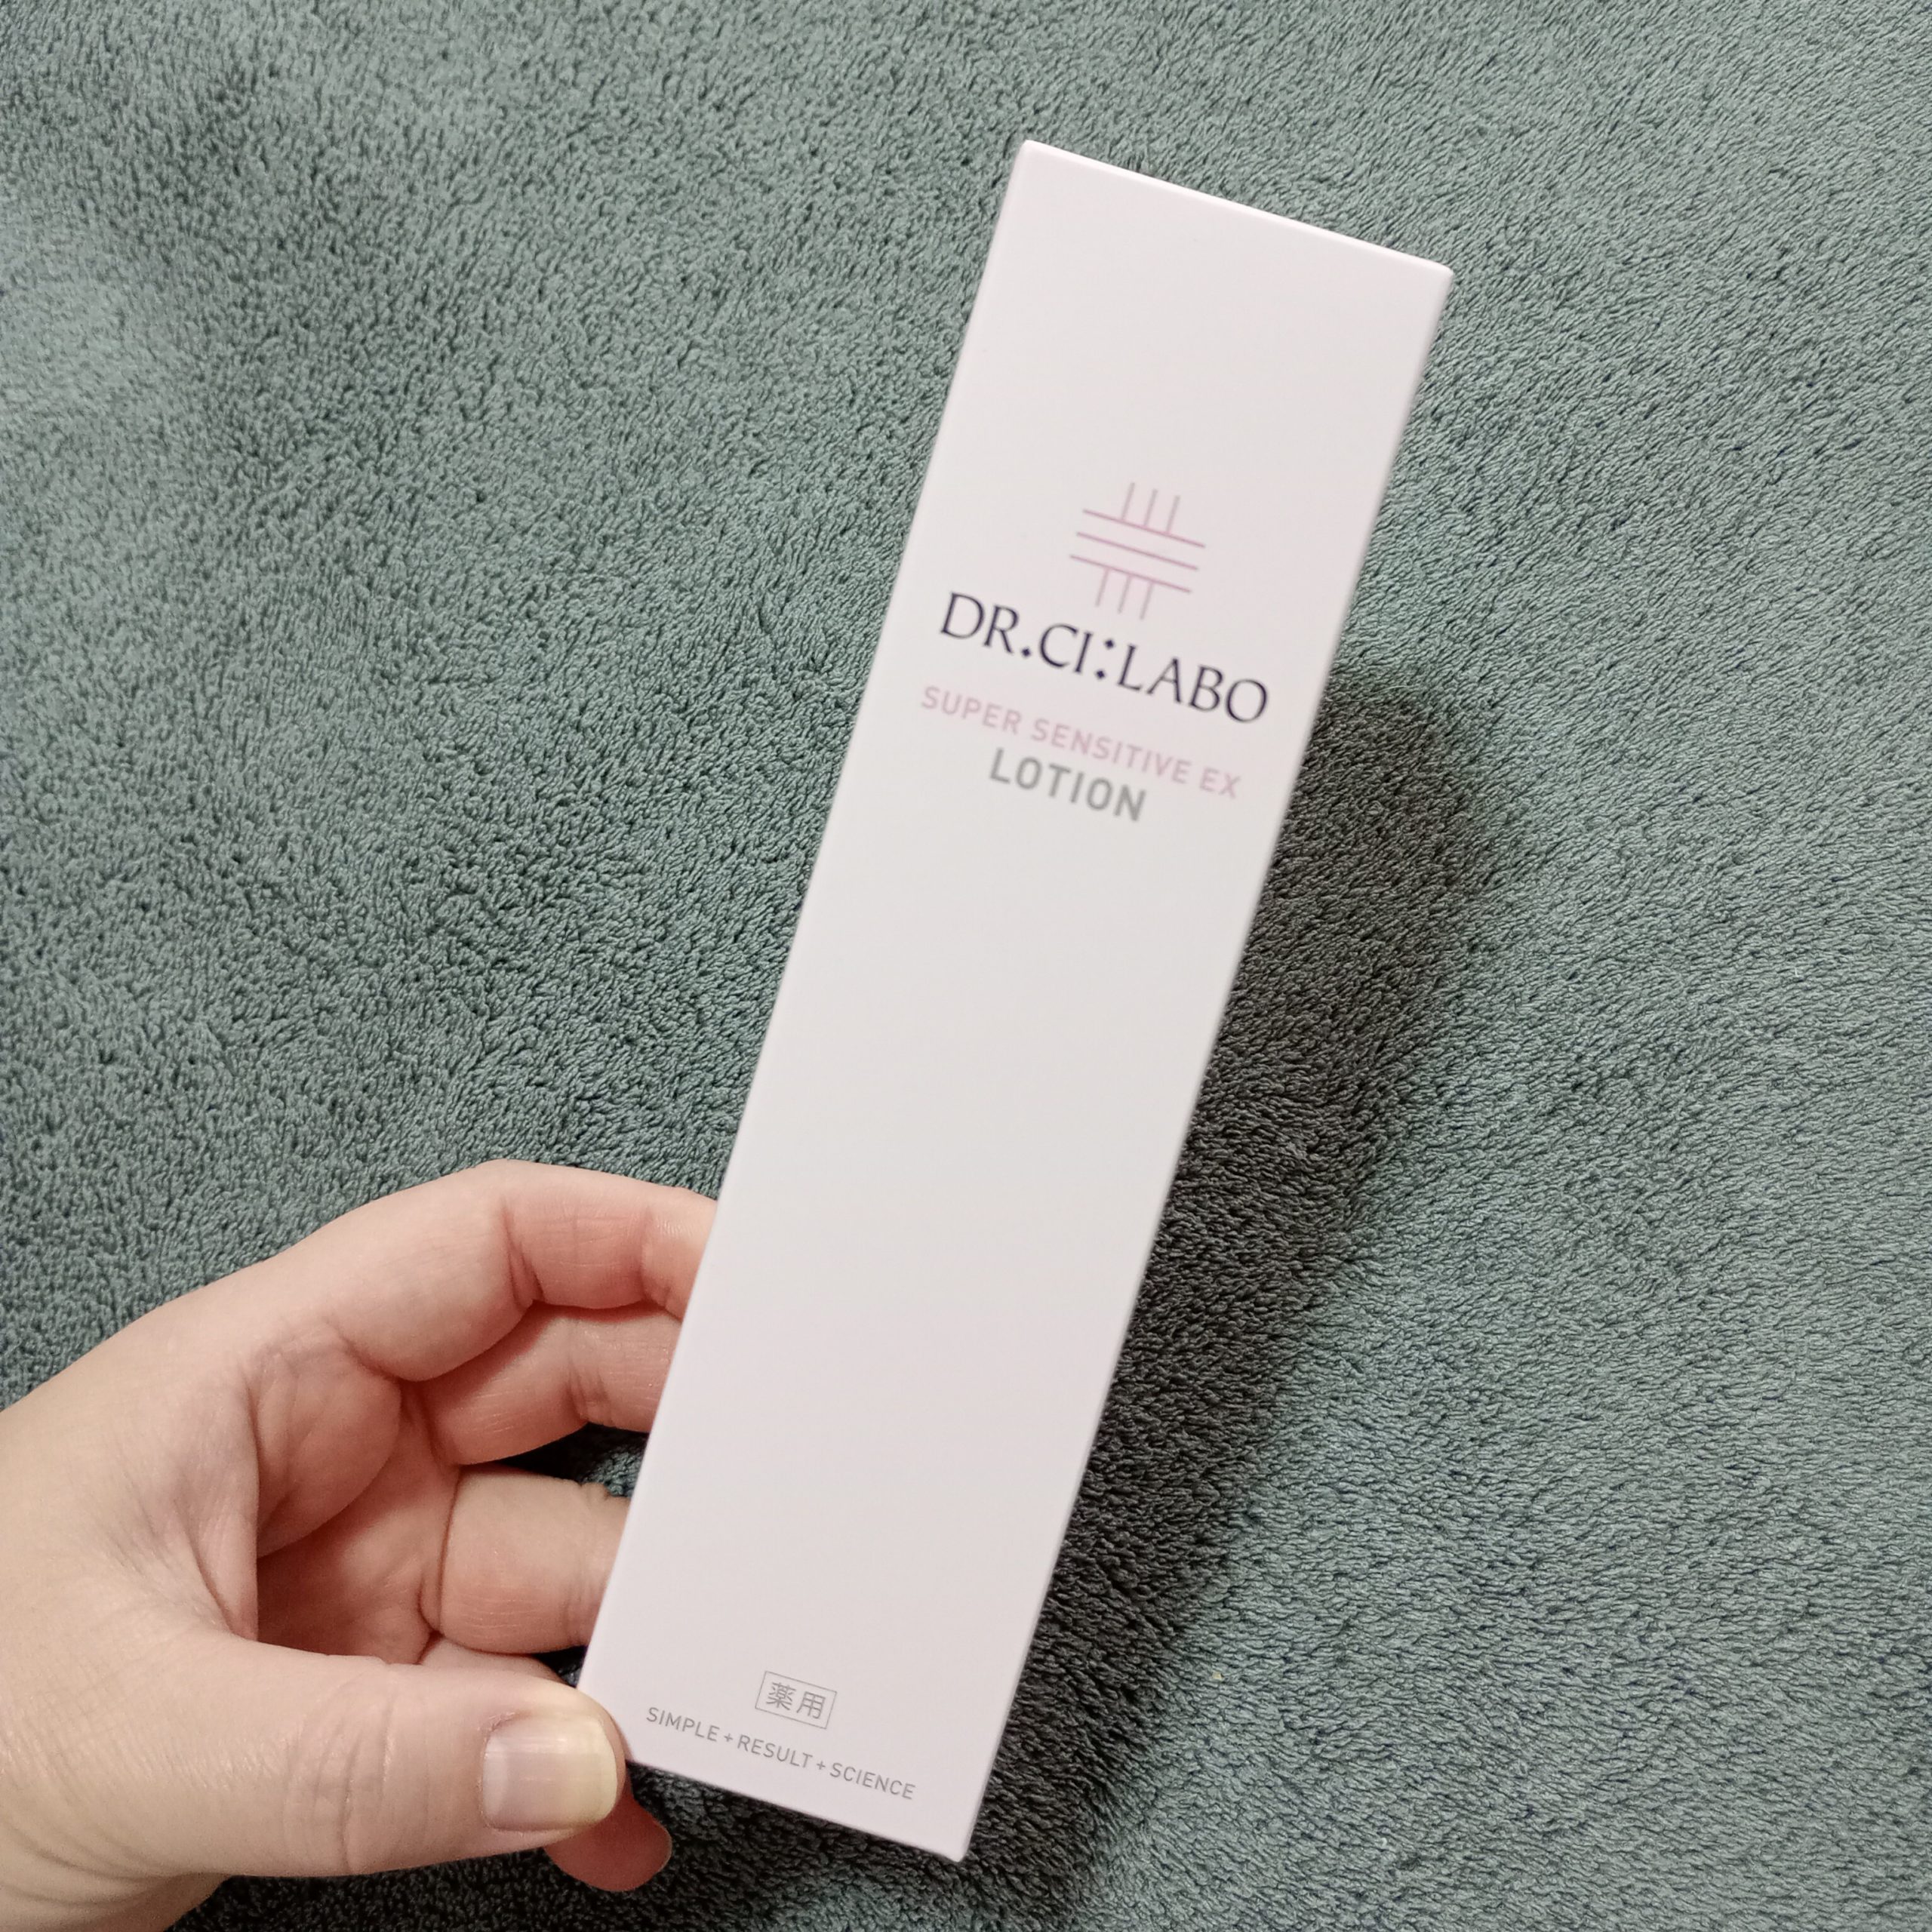 DR.CI:LABO
SUPER SENSITIVE EX
LOTION
薬用
SIMPLE + RESULT + SCIENCE